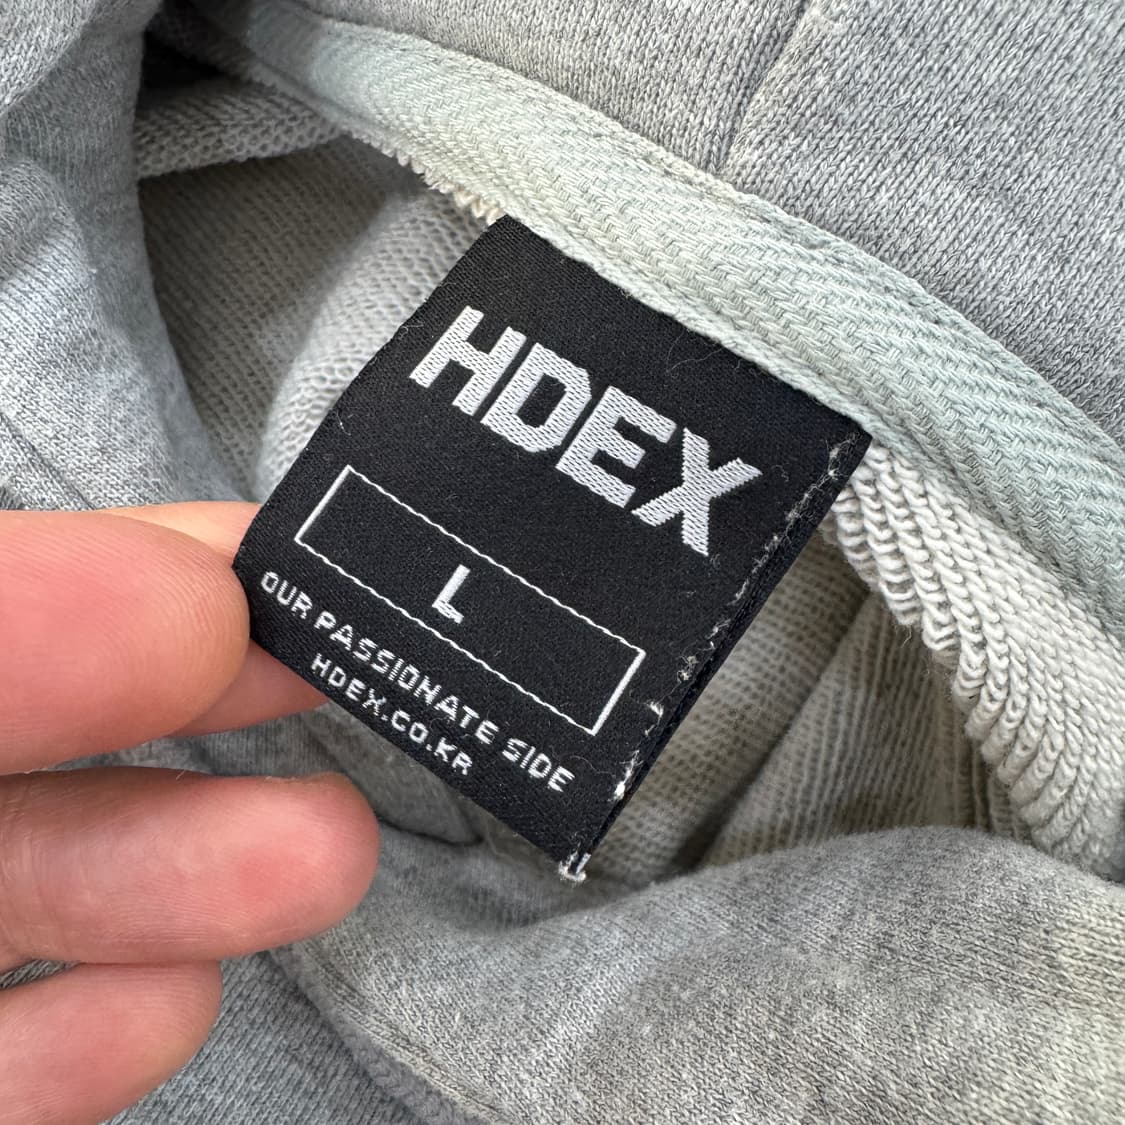 HDEX
L
OUR PASSIONATE SIDE
HDEX.CO.KR